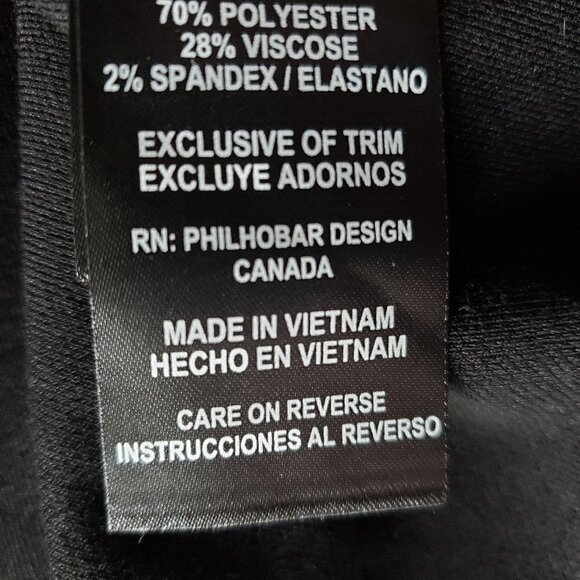 70% POLYESTER
28% VISCOSE
2% SPANDEX / ELASTANO
EXCLUSIVE OF TRIM
EXCLUYE ADORNOS
RN: PHILHOBAR DESIGN
CANADA
MADE IN VIETNAM
HECHO EN VIETNAM
CARE ON REVERSE
INSTRUCCIONES AL REVERSO